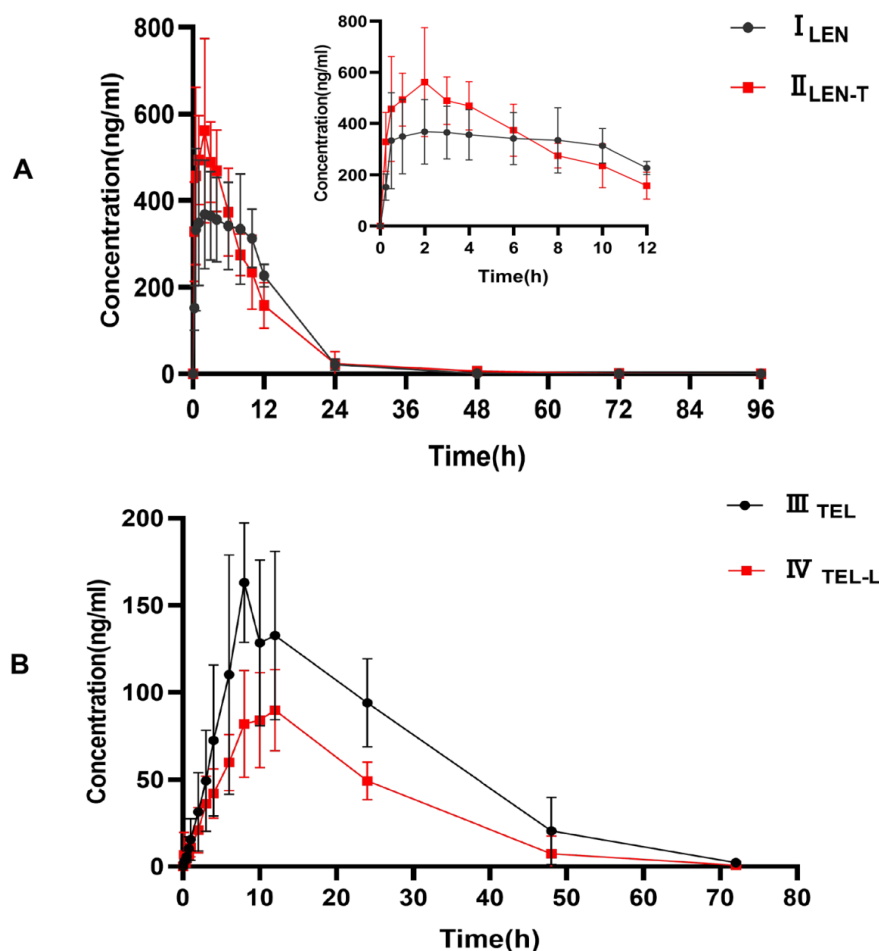 A
Concentration(ng/ml)
800
600
400
200
0
0 12 24 36 48 60 72 84 96
Time(h)
Concentration(ng/ml)
800
600
400
200
0
0 2 4 6 8 10 12
Time(h)
I LEN
II LEN-T
B
Concentration(ng/ml)
200
150
100
50
0
0 10 20 30 40 50 60 70 80
Time(h)
III TEL
IV TEL-L